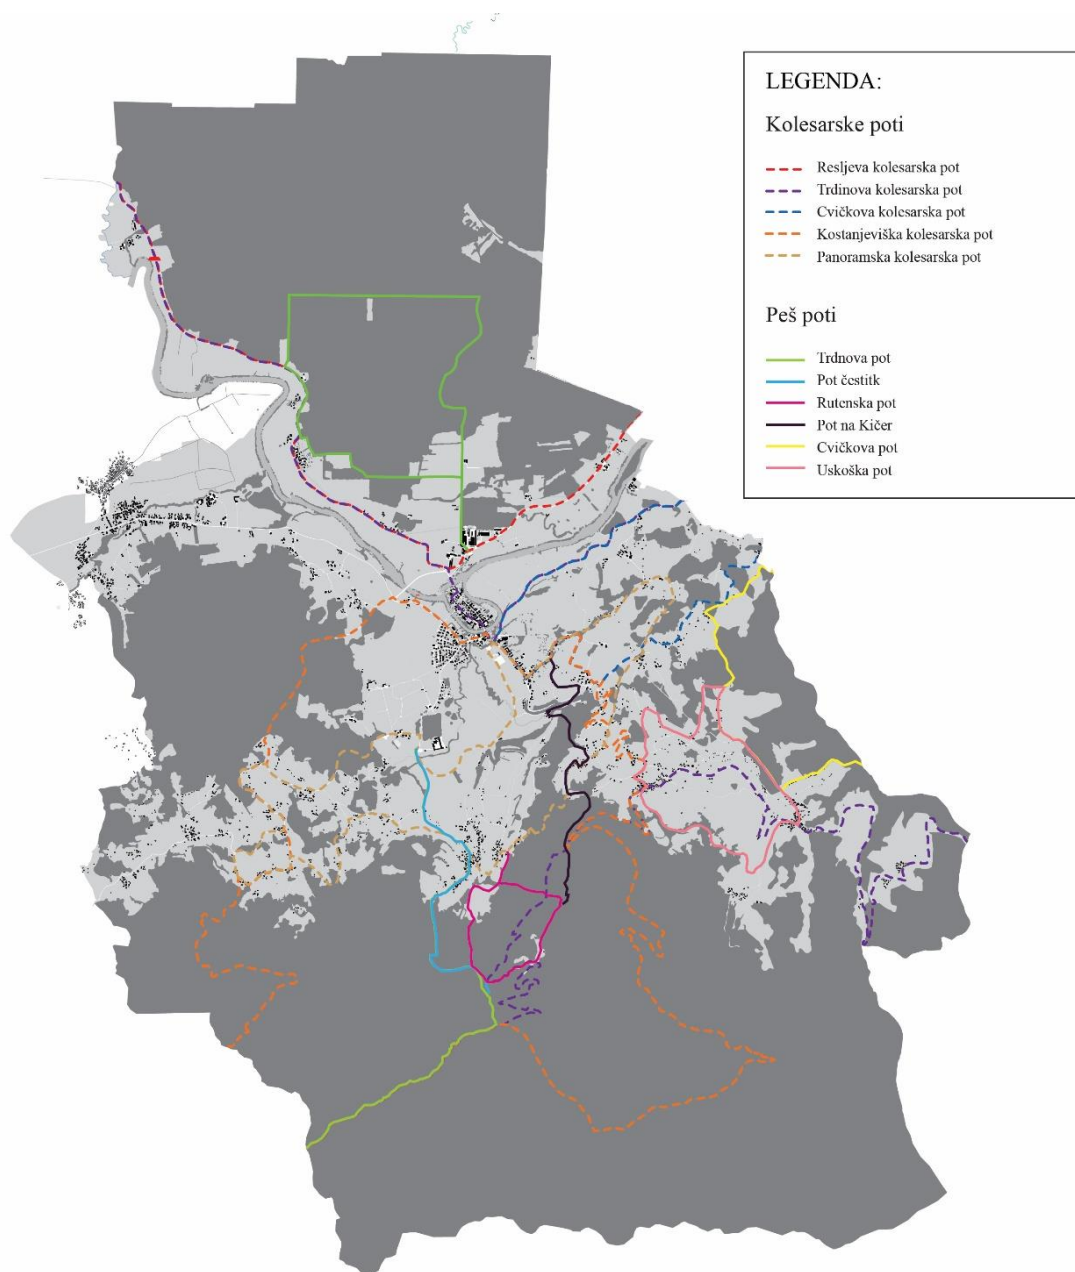 LEGENDA:
Kolesarske poti
Resljeva kolesarska pot
Trdinova kolesarska pot
Cvičkova kolesarska pot
Kostanjeviška kolesarska pot
Panoramska kolesarska pot
Peš poti
Trdnova pot
Pot čestitk
Rutenska pot
Pot na Kičer
Cvičkova pot
Uskoška pot